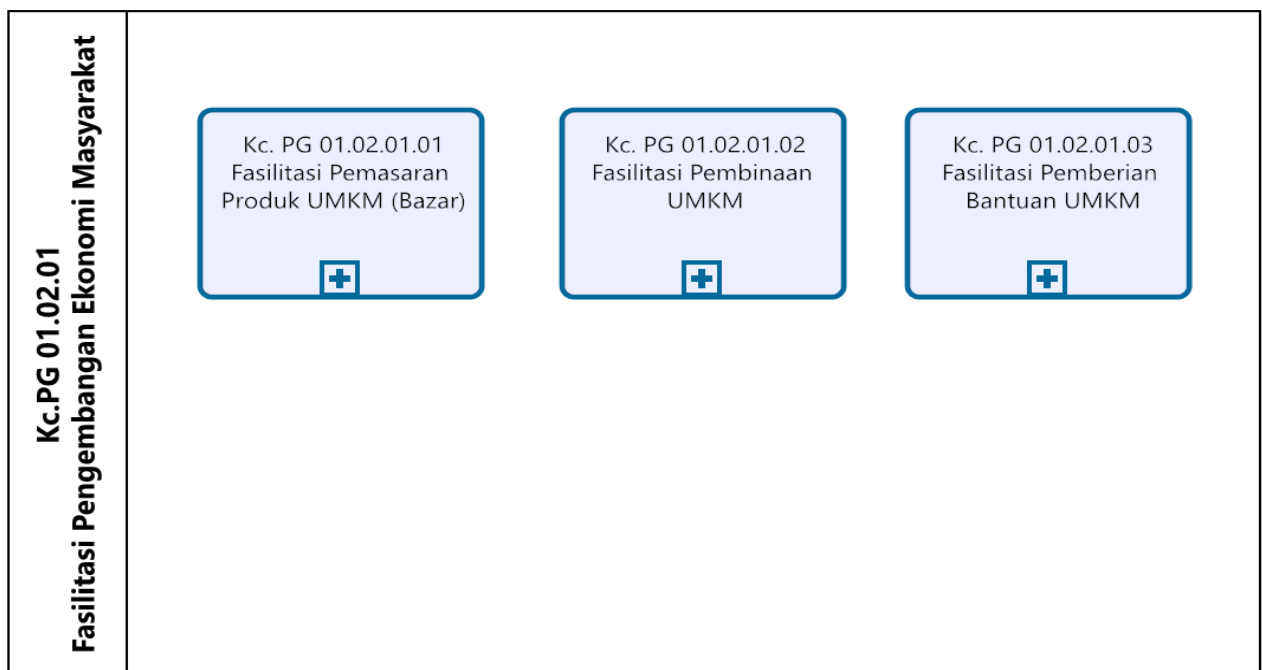 Kc.PG 01.02.01
Fasilitasi Pengembangan Ekonomi Masyarakat
Kc. PG 01.02.01.01
Fasilitasi Pemasaran
Produk UMKM (Bazar)
Kc. PG 01.02.01.02
Fasilitasi Pembinaan
UMKM
Kc. PG 01.02.01.03
Fasilitasi Pemberian
Bantuan UMKM